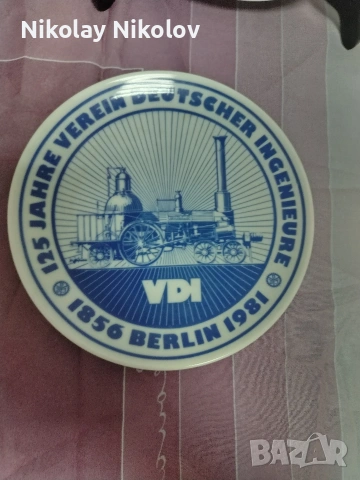 Nikolay Nikolov
125 JAHRE VEREIN DEUTSCHER INGENIEURE
VDI
1856 BERLIN 1981
BAZAR